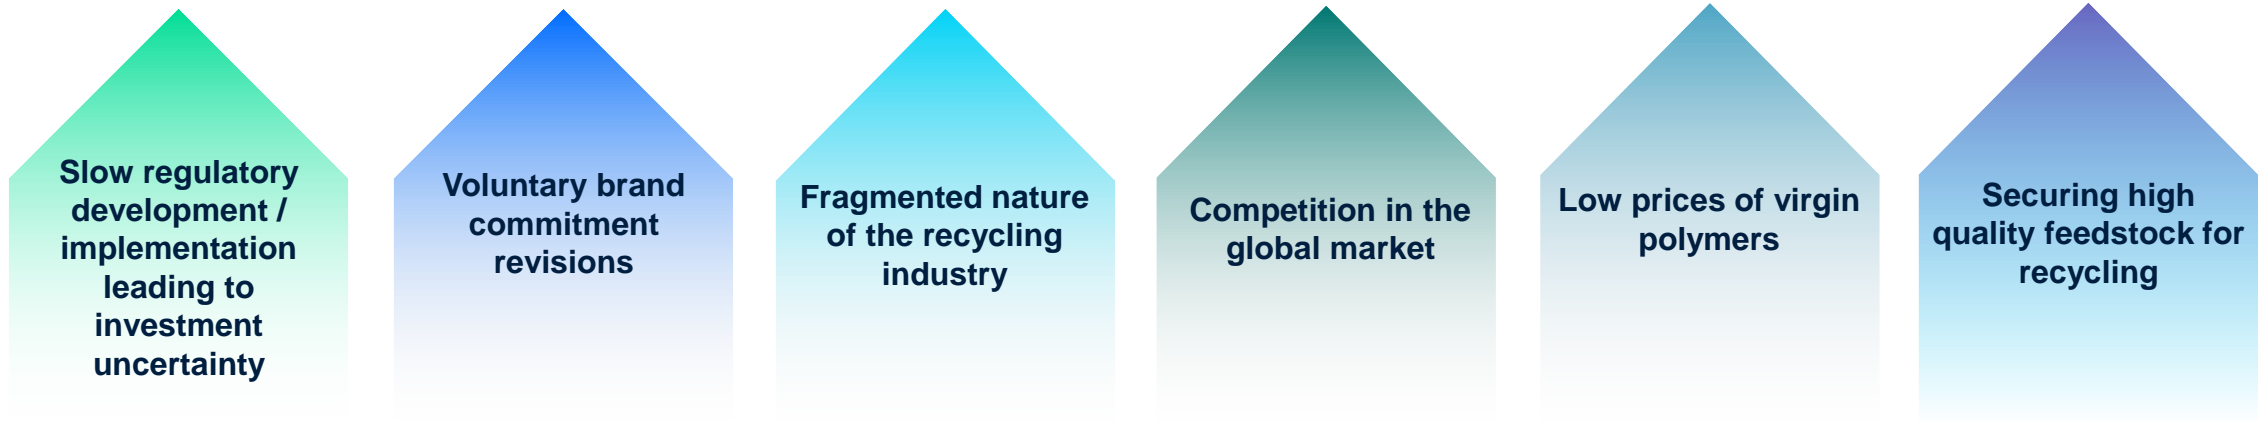 Slow regulatory
development /
implementation
leading to
investment
uncertainty
Voluntary brand
commitment
revisions
Fragmented nature
of the recycling
industry
Competition in the
global market
Low prices of virgin
polymers
Securing high
quality feedstock for
recycling